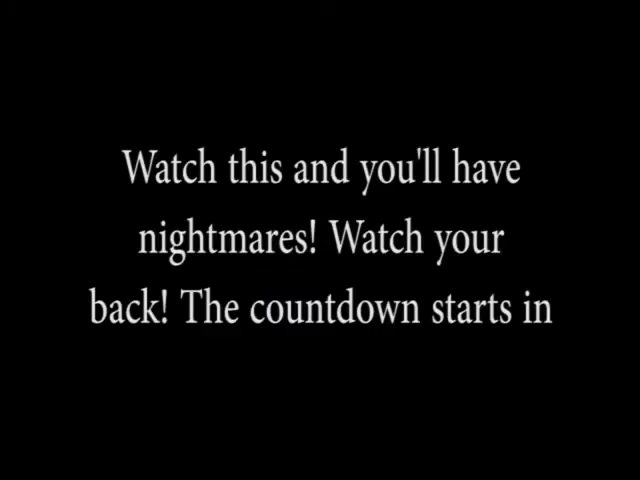 Watch this and you'll have
nightmares! Watch your
back! The countdown starts in